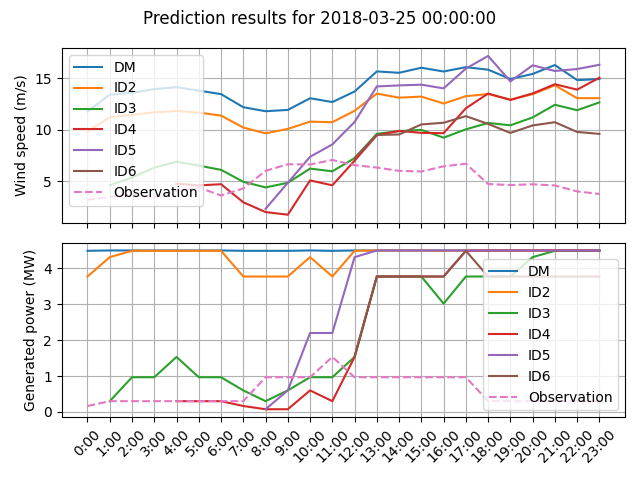 Prediction results for 2018-03-25 00:00:00
Wind speed (m/s)
15
10
5
DM
ID2
ID3
ID4
ID5
ID6
Observation
Generated power (MW)
4
3
2
1
0
DM
ID2
ID3
ID4
ID5
ID6
Observation
0:00 1:00 2:00 3:00 4:00 5:00 6:00 7:00 8:00 9:00 10:00 11:00 12:00 13:00 14:00 15:00 16:00 17:00 18:00 19:00 20:00 21:00 22:00 23:00